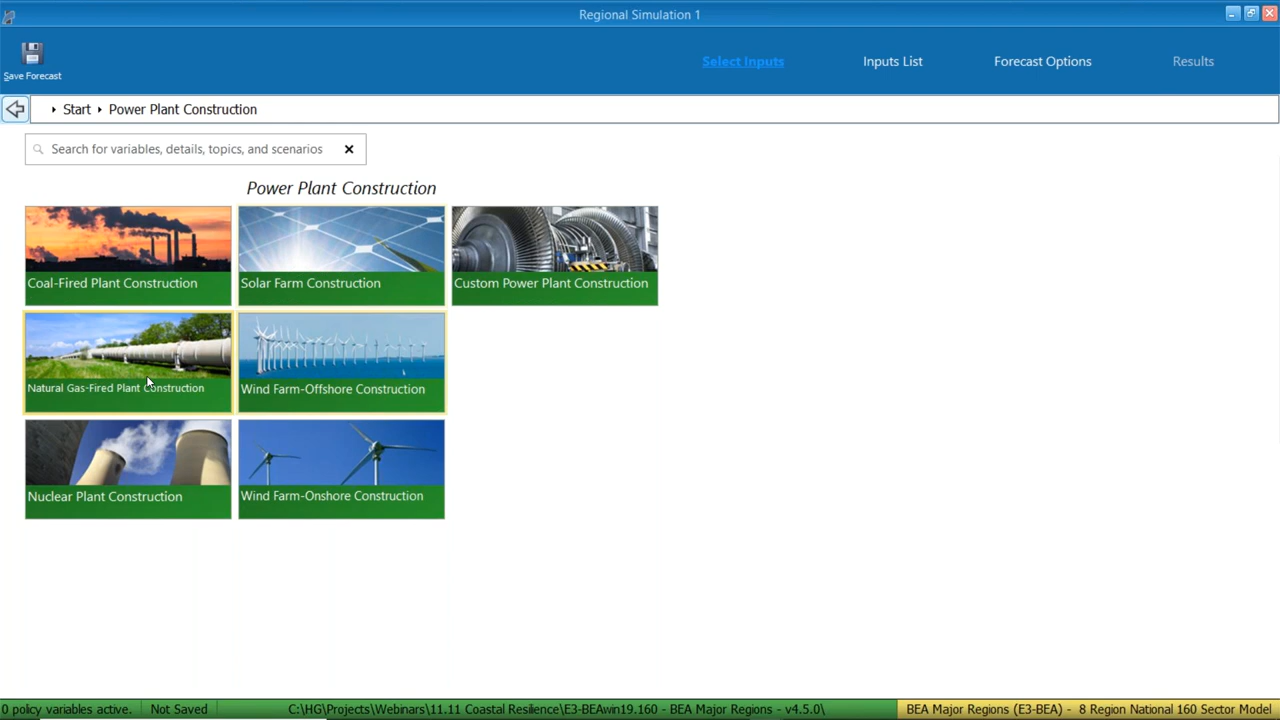 Regional Simulation 1
Save Forecast
Select Inputs
Inputs List
Forecast Options
Results
Start
Power Plant Construction
Search for variables, details, topics, and scenarios
Power Plant Construction
Coal-Fired Plant Construction
Solar Farm Construction
Custom Power Plant Construction
Natural Gas-Fired Plant Construction
Wind Farm-Offshore Construction
Nuclear Plant Construction
Wind Farm-Onshore Construction
0 policy variables active.
Not Saved
C:\HG\Projects\Webinars\11.11 Coastal Resilience\E3-BEAwin19.160 - BEA Major Regions - v4.5.0\
BEA Major Regions (E3-BEA) - 8 Region National 160 Sector Model